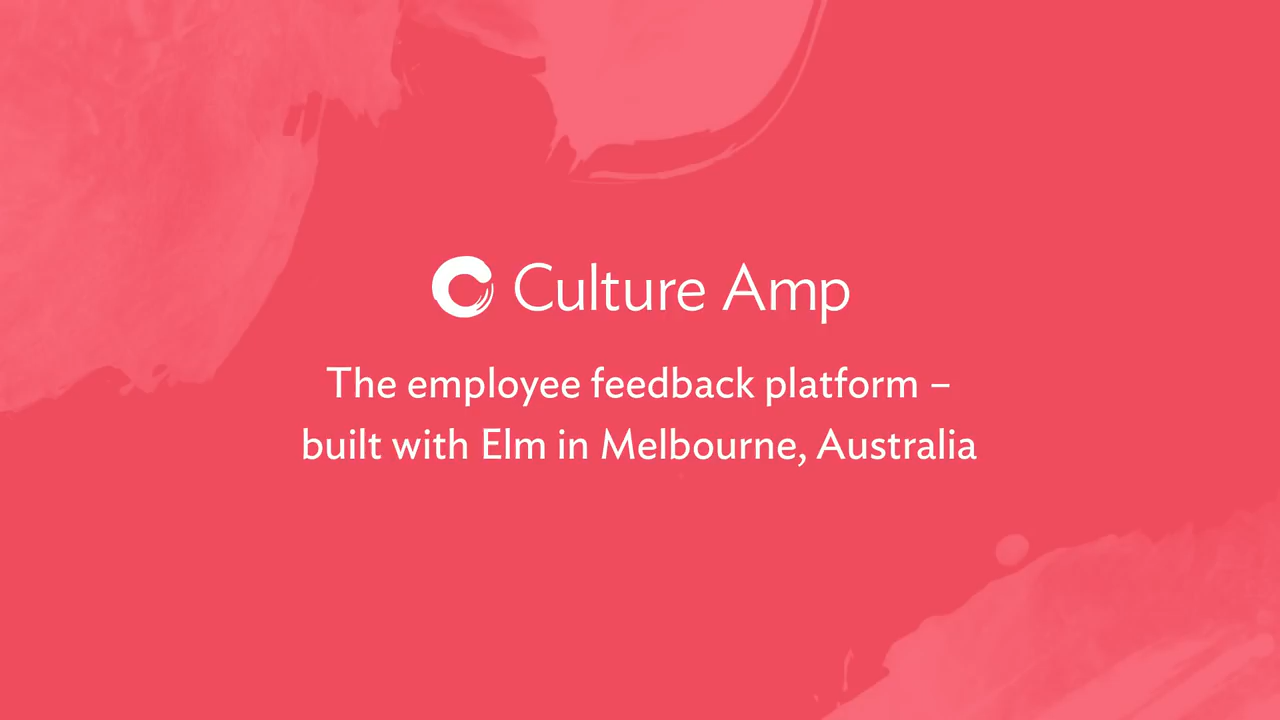 Culture Amp
The employee feedback platform –
built with Elm in Melbourne, Australia